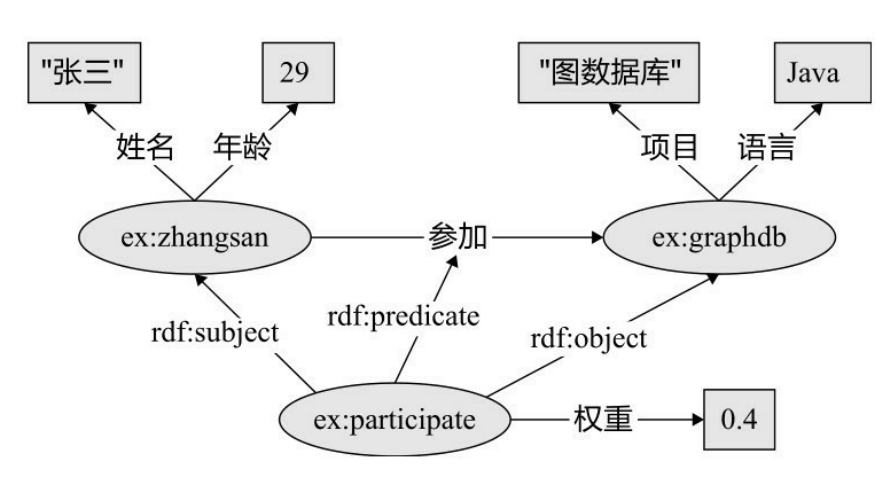 "张三"
29
"图数据库"
Java
姓名
年龄
项目
语言
ex:zhangsan
参加
ex:graphdb
rdf:subject
rdf:predicate
rdf:object
ex:participate
权重
0.4